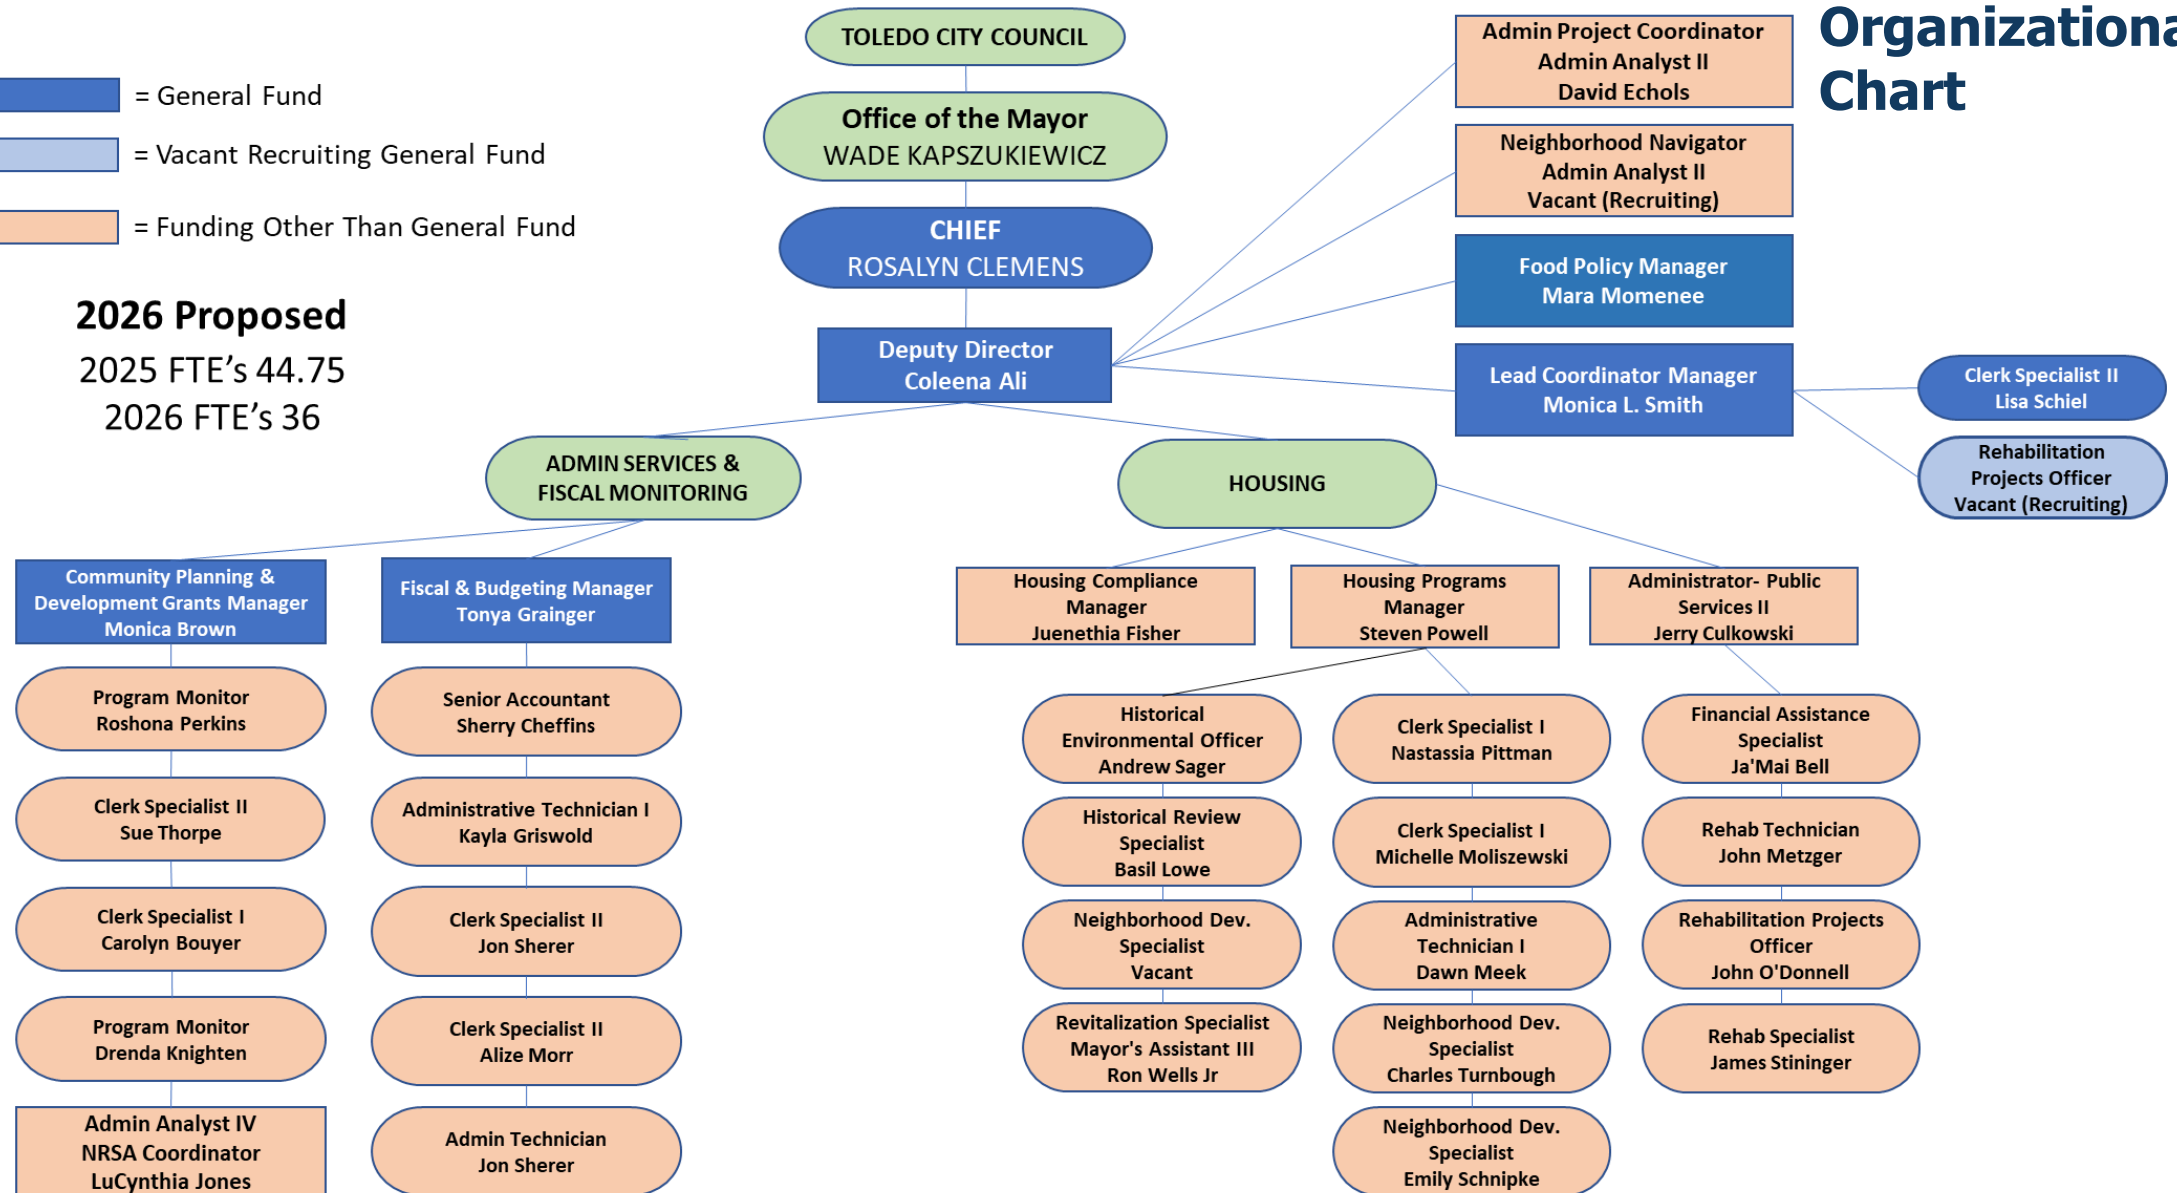 Organizationa
Chart
= General Fund
= Vacant Recruiting General Fund
= Funding Other Than General Fund
2026 Proposed
2025 FTE's 44.75
2026 FTE's 36
TOLEDO CITY COUNCIL
Office of the Mayor
WADE KAPSZUKIEWICZ
CHIEF
ROSALYN CLEMENS
Deputy Director
Coleena Ali
Admin Project Coordinator
Admin Analyst II
David Echols
Neighborhood Navigator
Admin Analyst II
Vacant (Recruiting)
Food Policy Manager
Mara Momenee
Lead Coordinator Manager
Monica L. Smith
Clerk Specialist II
Lisa Schiel
Rehabilitation
Projects Officer
Vacant (Recruiting)
ADMIN SERVICES &
FISCAL MONITORING
HOUSING
Community Planning &
Development Grants Manager
Monica Brown
Program Monitor
Roshona Perkins
Clerk Specialist II
Sue Thorpe
Clerk Specialist I
Carolyn Bouyer
Program Monitor
Drenda Knighten
Admin Analyst IV
NRSA Coordinator
LuCynthia Jones
Fiscal & Budgeting Manager
Tonya Grainger
Senior Accountant
Sherry Cheffins
Administrative Technician I
Kayla Griswold
Clerk Specialist II
Jon Sherer
Clerk Specialist II
Alize Morr
Admin Technician
Jon Sherer
Housing Compliance
Manager
Juenethia Fisher
Housing Programs
Manager
Steven Powell
Historical
Environmental Officer
Andrew Sager
Historical Review
Specialist
Basil Lowe
Neighborhood Dev.
Specialist
Vacant
Revitalization Specialist
Mayor's Assistant III
Ron Wells Jr
Clerk Specialist I
Nastassia Pittman
Clerk Specialist I
Michelle Moliszewski
Administrative
Technician I
Dawn Meek
Neighborhood Dev.
Specialist
Charles Turnbough
Neighborhood Dev.
Specialist
Emily Schnipke
Administrator- Public
Services II
Jerry Culkowski
Financial Assistance
Specialist
Ja'Mai Bell
Rehab Technician
John Metzger
Rehabilitation Projects
Officer
John O'Donnell
Rehab Specialist
James Stininger